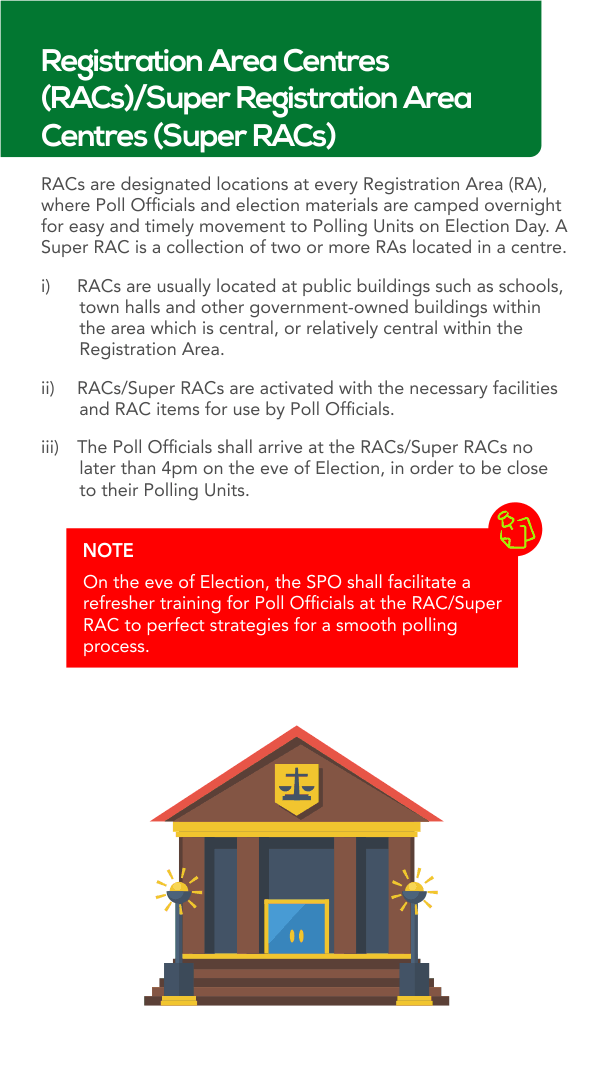 Registration Area Centres
(RACs)/Super Registration Area
Centres (Super RACs)
RACs are designated locations at every Registration Area (RA),
where Poll Officials and election materials are camped overnight
for easy and timely movement to Polling Units on Election Day. A
Super RAC is a collection of two or more RAs located in a centre.
i) RACs are usually located at public buildings such as schools,
town halls and other government-owned buildings within
the area which is central, or relatively central within the
Registration Area.
ii) RACs/Super RACs are activated with the necessary facilities
and RAC items for use by Poll Officials.
iii) The Poll Officials shall arrive at the RACs/Super RACs no
later than 4pm on the eve of Election, in order to be close
to their Polling Units.
NOTE
On the eve of Election, the SPO shall facilitate a
refresher training for Poll Officials at the RAC/Super
RAC to perfect strategies for a smooth polling
process.